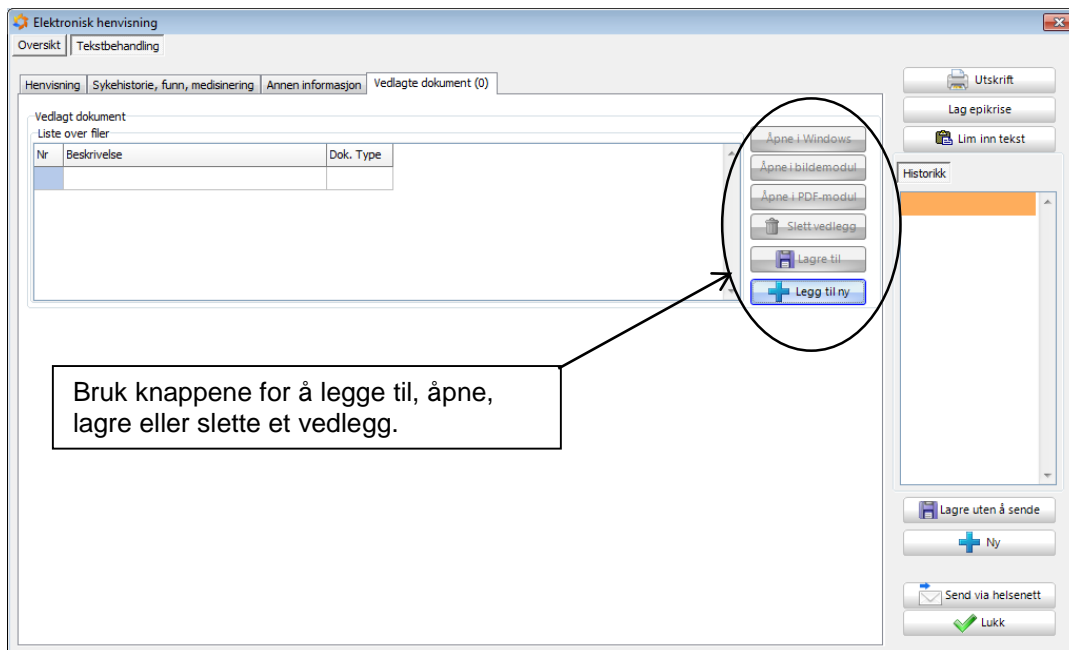 Elektronisk henvisning
Oversikt Tekstbehandling
Henvisning Sykehistorie, funn, medisinering Annen informasjon Vedlagte dokument (0)
Vedlagt dokument
Liste over filer
Nr Beskrivelse Dok. Type
Åpne i Windows
Åpne i bildemodul
Åpne i PDF-modul
Slett vedlegg
Lagre til
Legg til ny
Bruk knappene for å legge til, åpne,
lagre eller slette et vedlegg.
Utskrift
Lag epikrise
Lim inn tekst
Historikk
Lagre uten å sende
Ny
Send via helsenett
Lukk